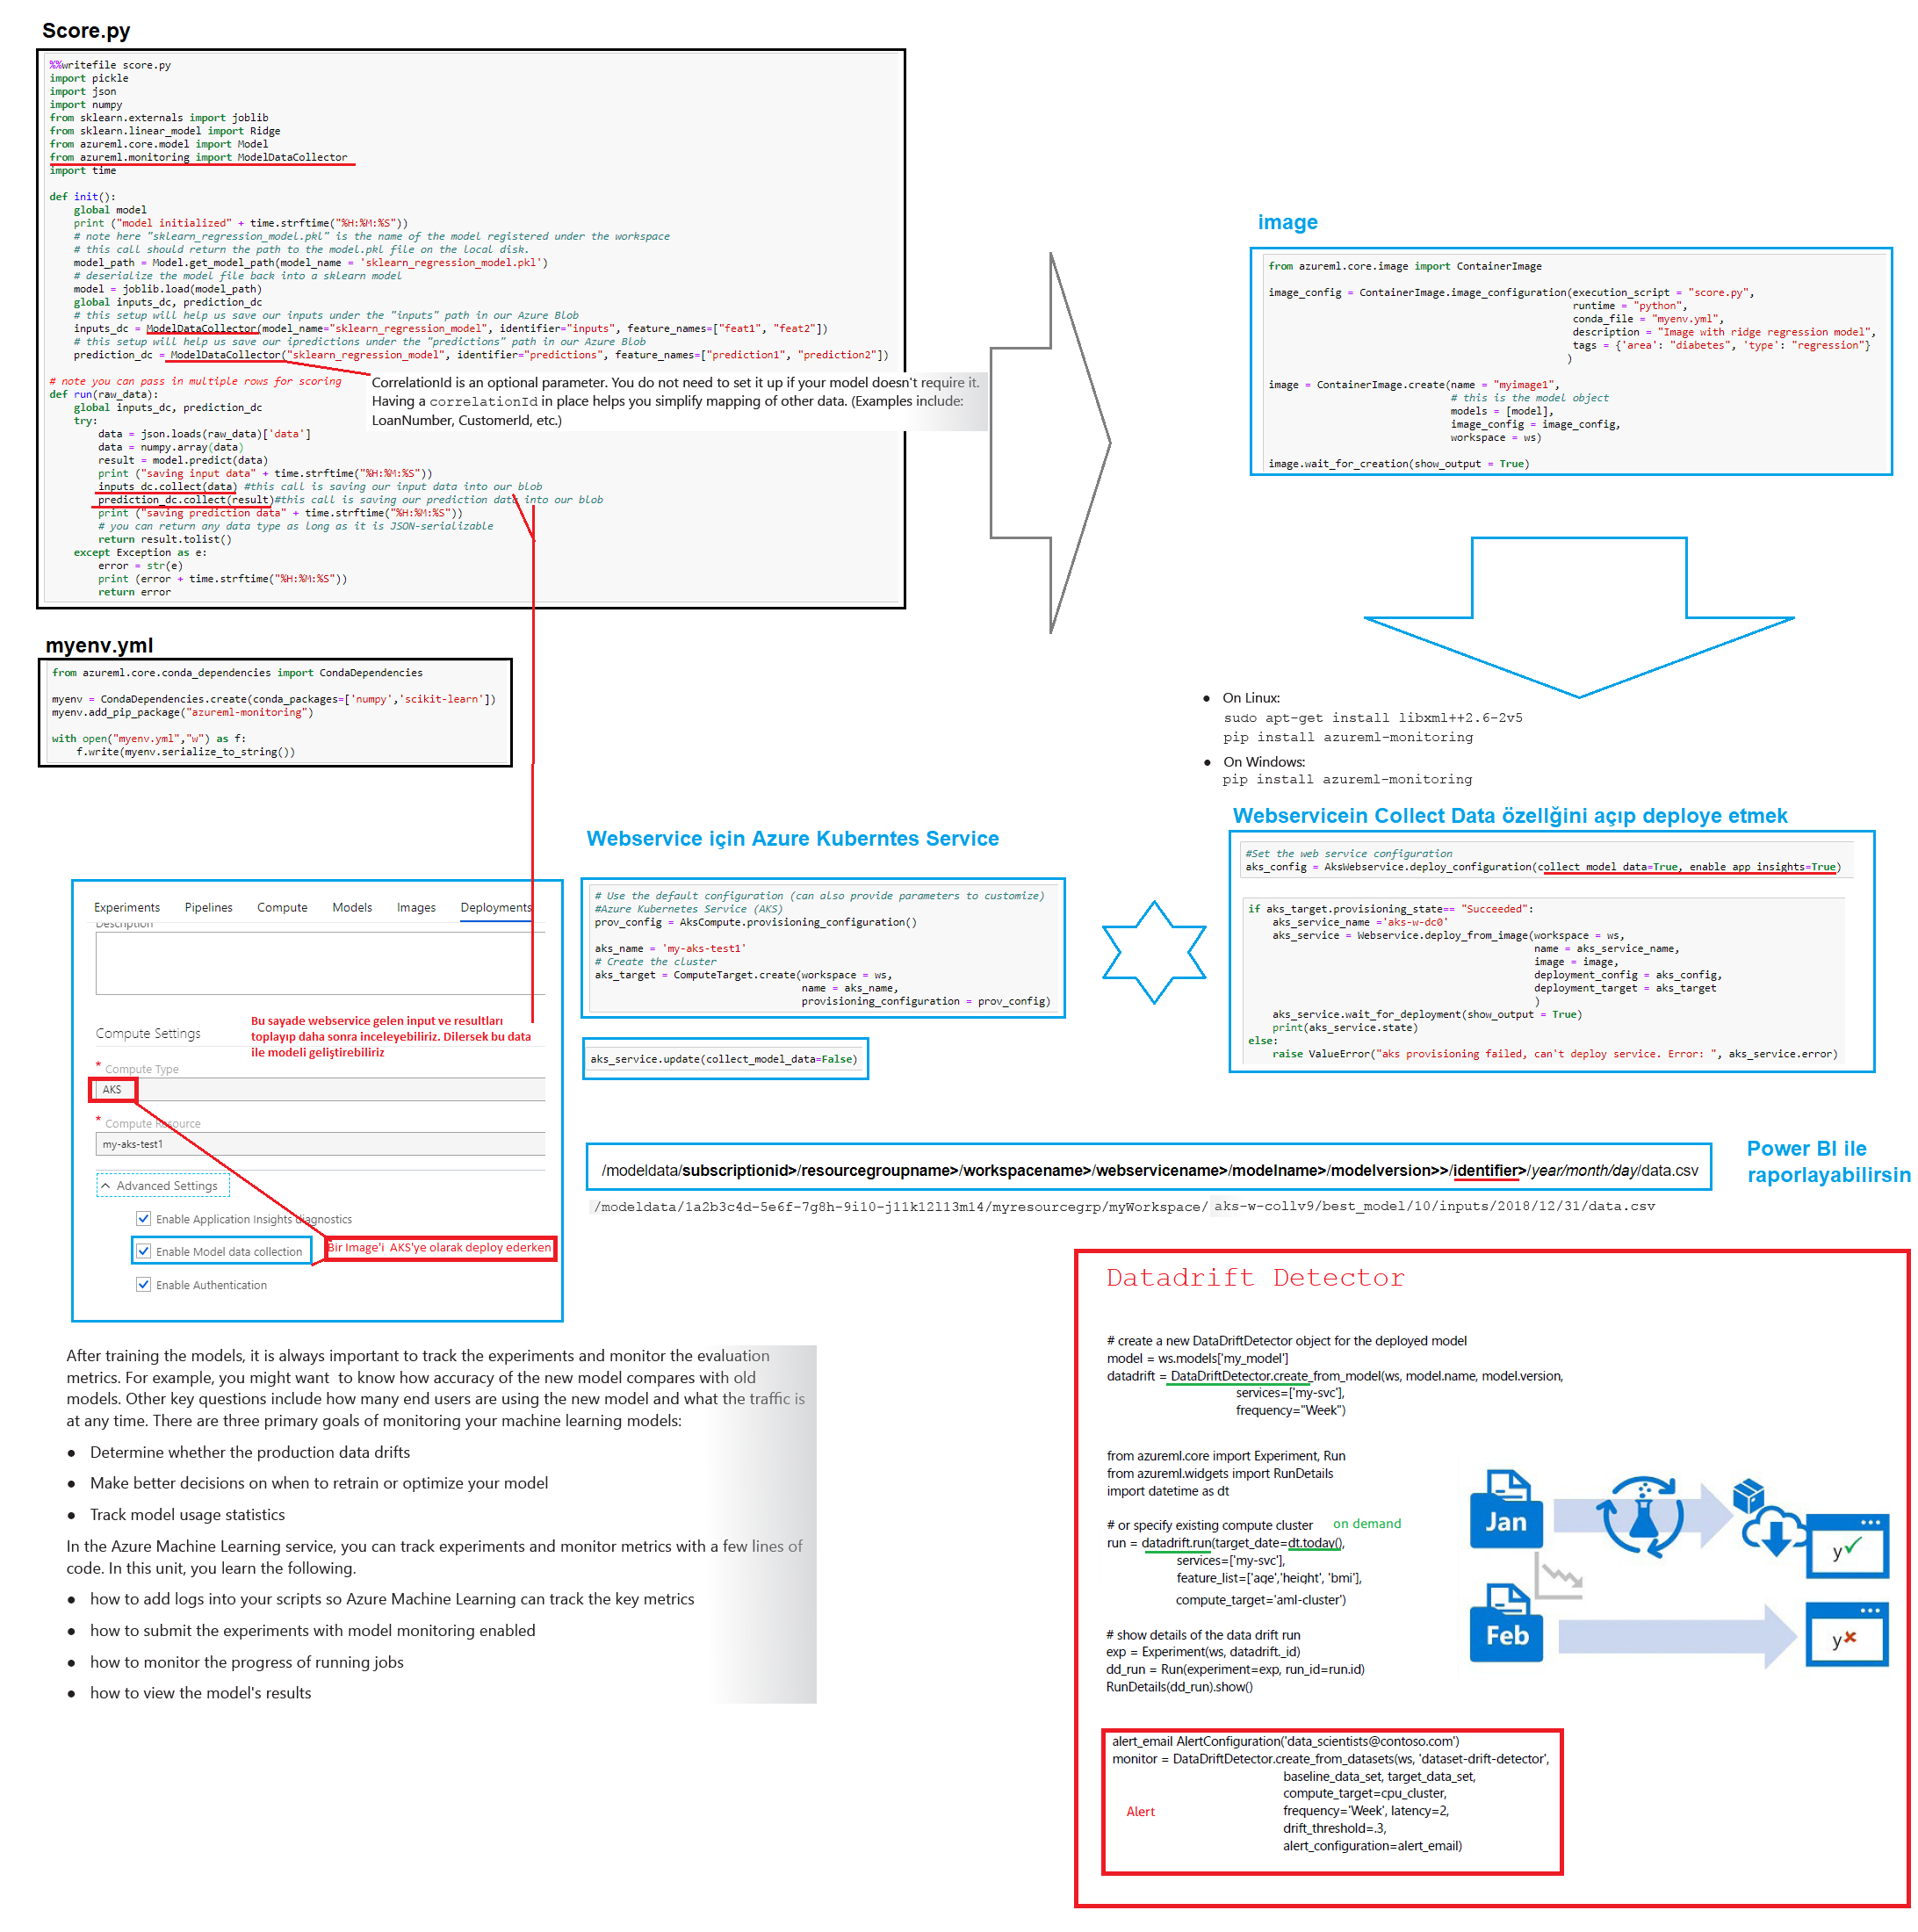 Score.py
%%writefile score.py
import pickle
import json
import numpy
from sklearn.externals import joblib
from sklearn.linear_model import Ridge
from azureml.core.model import Model
from azureml.monitoring import ModelDataCollector
import time
def init():
global model
print ("model initialized" + time.strftime("%H:%M:%S"))
# note here "sklearn_regression_model.pkl" is the name of the model registered under the workspace
# this call should return the path to the model.pkl file on the local disk.
model_path = Model.get_model_path(model_name = 'sklearn_regression_model.pkl')
# deserialize the model file back into a sklearn model
model = joblib.load(model_path)
global inputs_dc, prediction_dc
# this setup will help us save our inputs under the "inputs" path in our Azure Blob
inputs_dc = ModelDataCollector(model_name="sklearn_regression_model", identifier="inputs", feature_names=["feat1", "feat2"])
# this setup will help us save our ipredictions under the "predictions" path in our Azure Blob
prediction_dc = ModelDataCollector("sklearn_regression_model", identifier="predictions", feature_names=["prediction1", "prediction2"])
CorrelationId is an optional parameter. You do not need to set it up if your model doesn't require it.
Having a correlationId in place helps you simplify mapping of other data. (Examples include:
LoanNumber, CustomerId, etc.)
# note you can pass in multiple rows for scoring
def run(raw_data):
global inputs_dc, prediction_dc
try:
data = json.loads(raw_data)['data']
data = numpy.array(data)
result = model.predict(data)
print ("saving input data" + time.strftime("%H:%M:%S"))
inputs_dc.collect(data) #this call is saving our input data into our blob
prediction_dc.collect(result)#this call is saving our prediction data into our blob
print ("saving prediction data" + time.strftime("%H:%M:%S"))
# you can return any data type as long as it is JSON-serializable
return result.tolist()
except Exception as e:
error = str(e)
print (error + time.strftime("%H:%M:%S"))
return error
image
from azureml.core.image import ContainerImage
image_config = ContainerImage.image_configuration(execution_script = "score.py",
runtime = "python",
conda_file = "myenv.yml",
description = "Image with ridge regression model",
tags = {'area': "diabetes", 'type': "regression"}
)
image = ContainerImage.create(name = "myimage1",
# this is the model object
models = [model],
image_config = image_config,
workspace = ws)
image.wait_for_creation(show_output = True)
myenv.yml
from azureml.core.conda_dependencies import CondaDependencies
myenv = CondaDependencies.create(conda_packages=['numpy','scikit-learn'])
myenv.add_pip_package("azureml-monitoring")
with open("myenv.yml","w") as f:
f.write(myenv.serialize_to_string())
● On Linux:
sudo apt-get install libxml++2.6-2v5
pip install azureml-monitoring
● On Windows:
pip install azureml-monitoring
Webservice için Azure Kuberntes Service
# Use the default configuration (can also provide parameters to customize)
#Azure Kubernetes Service (AKS)
prov_config = AksCompute.provisioning_configuration()
aks_name = 'my-aks-test1'
# Create the cluster
aks_target = ComputeTarget.create(workspace = ws,
name = aks_name,
provisioning_configuration = prov_config)
aks_service.update(collect_model_data=False)
Webservicein Collect Data özellğini açıp deploye etmek
#Set the web service configuration
aks_config = AksWebservice.deploy_configuration(collect_model_data=True, enable_app_insights=True)
if aks_target.provisioning_state== "Succeeded":
aks_service_name ='aks-w-dc0'
aks_service = Webservice.deploy_from_image(workspace = ws,
name = aks_service_name,
image = image,
deployment_config = aks_config,
deployment_target = aks_target
)
aks_service.wait_for_deployment(show_output = True)
print(aks_service.state)
else:
raise ValueError("aks provisioning failed, can't deploy service. Error: ", aks_service.error)
Experiments Pipelines Compute Models Images Deployments
Description
Compute Settings
Bu sayade webservice gelen input ve resultları
toplayıp daha sonra inceleyebiliriz. Dilersek bu data
ile modeli geliştirebiliriz
* Compute Type
AKS
* Compute Resource
my-aks-test1
Advanced Settings
Enable Application Insights diagnostics
Enable Model data collection
Bir Image'i AKS'ye olarak deploy ederken
Enable Authentication
/modeldata/subscriptionid>/resourcegroupname>/workspacename>/webservicename>/modelname>/modelversion>>/identifier>/year/month/day/data.csv
/modeldata/1a2b3c4d-5e6f-7g8h-9i10-j11k12l13m14/myresourcegrp/myWorkspace/ aks-w-collv9/best_model/10/inputs/2018/12/31/data.csv
Power BI ile
raporlayabilirsin
After training the models, it is always important to track the experiments and monitor the evaluation
metrics. For example, you might want to know how accuracy of the new model compares with old
models. Other key questions include how many end users are using the new model and what the traffic is
at any time. There are three primary goals of monitoring your machine learning models:
● Determine whether the production data drifts
● Make better decisions on when to retrain or optimize your model
● Track model usage statistics
In the Azure Machine Learning service, you can track experiments and monitor metrics with a few lines of
code. In this unit, you learn the following.
● how to add logs into your scripts so Azure Machine Learning can track the key metrics
● how to submit the experiments with model monitoring enabled
● how to monitor the progress of running jobs
● how to view the model's results
Datadrift Detector
# create a new DataDriftDetector object for the deployed model
model = ws.models['my_model']
datadrift = DataDriftDetector.create_from_model(ws, model.name, model.version,
services=['my-svc'],
frequency="Week")
from azureml.core import Experiment, Run
from azureml.widgets import RunDetails
import datetime as dt
# or specify existing compute cluster on demand
run = datadrift.run(target_date=dt.today(),
services=['my-svc'],
feature_list=['age','height', 'bmi'],
compute_target='aml-cluster')
# show details of the data drift run
exp = Experiment(ws, datadrift._id)
dd_run = Run(experiment=exp, run_id=run.id)
RunDetails(dd_run).show()
Jan
y
Feb
y
alert_email AlertConfiguration('data_scientists@contoso.com')
monitor = DataDriftDetector.create_from_datasets(ws, 'dataset-drift-detector',
baseline_data_set, target_data_set,
compute_target=cpu_cluster,
Alert
frequency='Week', latency=2,
drift_threshold=.3,
alert_configuration=alert_email)